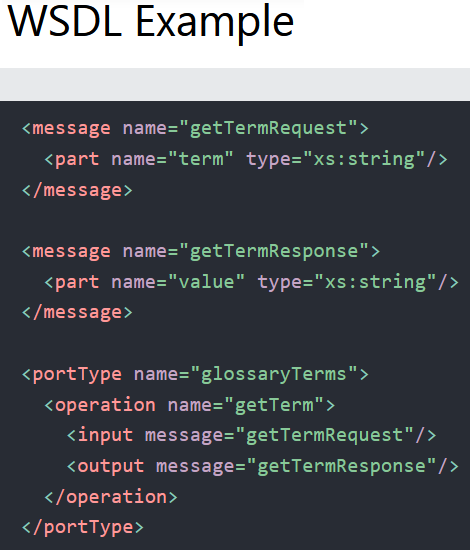 WSDL Example
<message name="getTermRequest">
  <part name="term" type="xs:string"/>
</message>
<message name="getTermResponse">
  <part name="value" type="xs:string"/>
</message>
<portType name="glossaryTerms">
  <operation name="getTerm">
    <input message="getTermRequest"/>
    <output message="getTermResponse"/>
  </operation>
</portType>